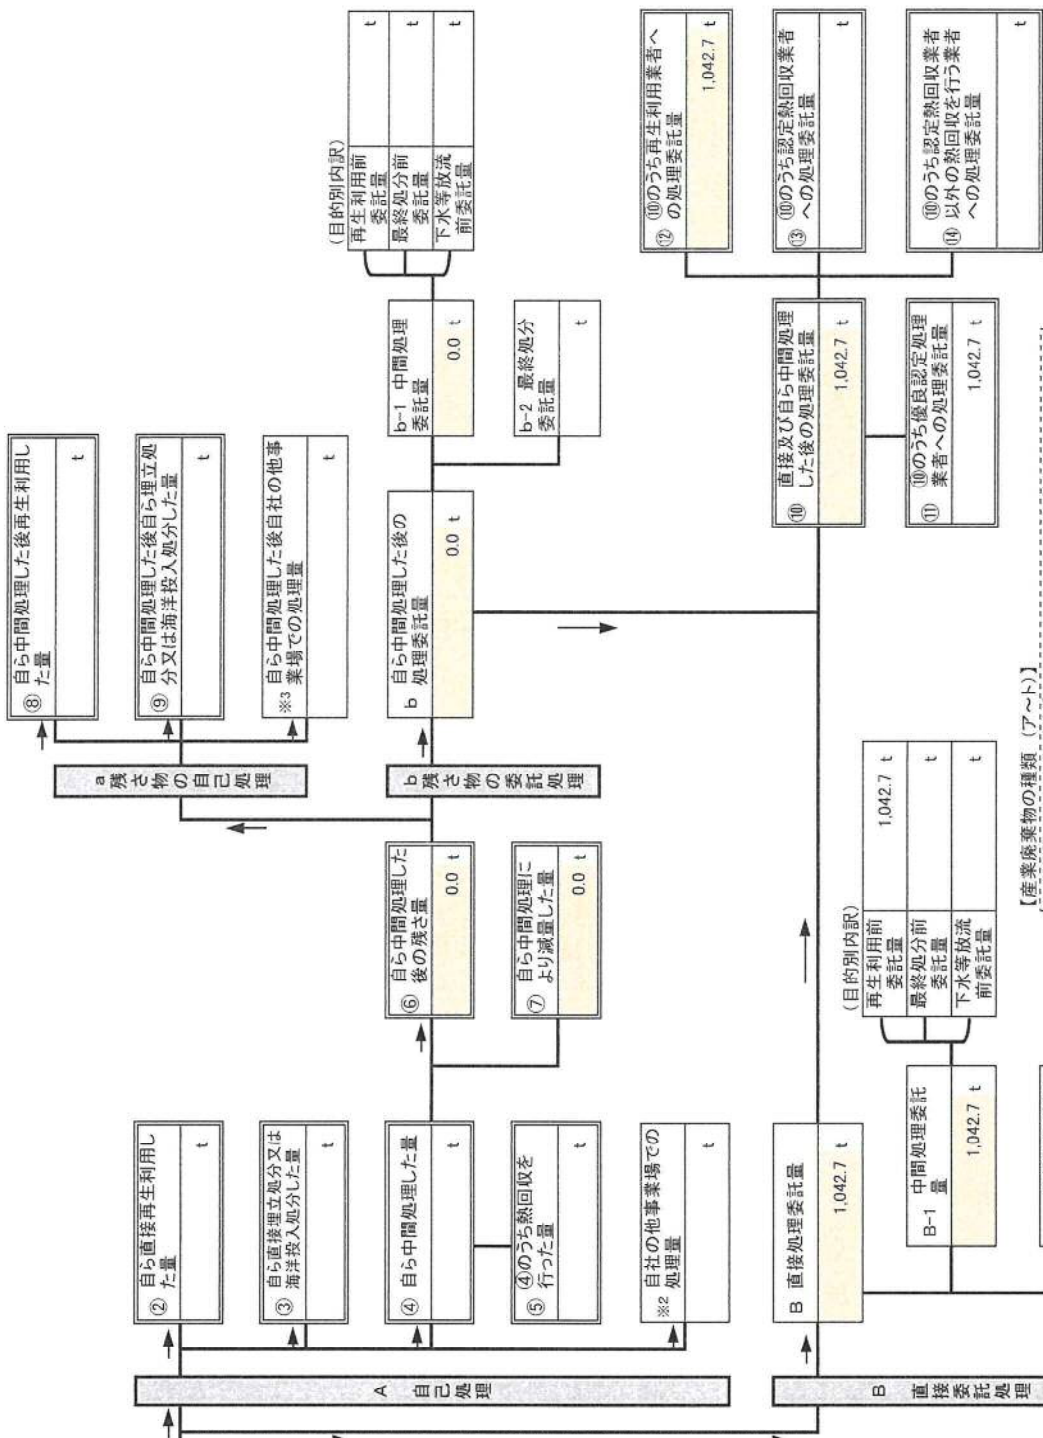 A 自己処理
② 自ら直接再生利用し
た量
t
③ 自ら直接埋立処分又は
海洋投入処分した量
t
④ 自ら中間処理した量
t
⑤ ④のうち熱回収を
行った量
t
※2 自社の他事業場での
処理量
t
⑥ 自ら中間処理した
後の残さ量
0.0 t
⑦ 自ら中間処理に
より減量した量
0.0 t
a 残さ物の自己処理
⑧ 自ら中間処理した後再生利用し
た量
t
⑨ 自ら中間処理した後自ら埋立処
分又は海洋投入処分した量
t
※3 自ら中間処理した後自社の他事
業場での処理量
t
b 残さ物の委託処理
b 自ら中間処理した後の
処理委託量
0.0 t
b-1 中間処理
委託量
0.0 t
b-2 最終処分
委託量
t
(目的別内訳)
再生利用前
委託量
t
最終処分前
委託量
t
下水等放流
前委託量
t
B 直接委託処理
B 直接処理委託量
1,042.7 t
B-1 中間処理委託
量
1,042.7 t
(目的別内訳)
再生利用前
委託量
1,042.7 t
最終処分前
委託量
t
下水等放流
前委託量
t
⑩ 直接及び自ら中間処理
した後の処理委託量
1,042.7 t
⑪ ⑩のうち優良認定処理
業者への処理委託量
1,042.7 t
⑫ ⑩のうち再生利用業者へ
の処理委託量
1,042.7 t
⑬ ⑩のうち認定熱回収業者
への処理委託量
t
⑭ ⑩のうち認定熱回収業者
以外の熱回収を行う業者
への処理委託量
t
【産業廃棄物の種類(ア～ト)】